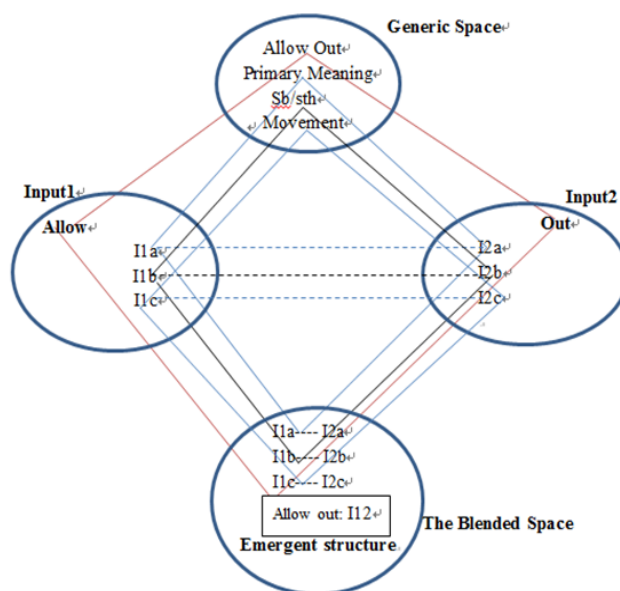 Generic Space
Allow Out
Primary Meaning
Sb/sth
Movement
Input1
Input2
Allow
Out
I1a
I2a
I1b
I2b
I1c
I2c
I1a---- I2a
I1b---- I2b
I1c---- I2c
Allow out: I12
The Blended Space
Emergent structure